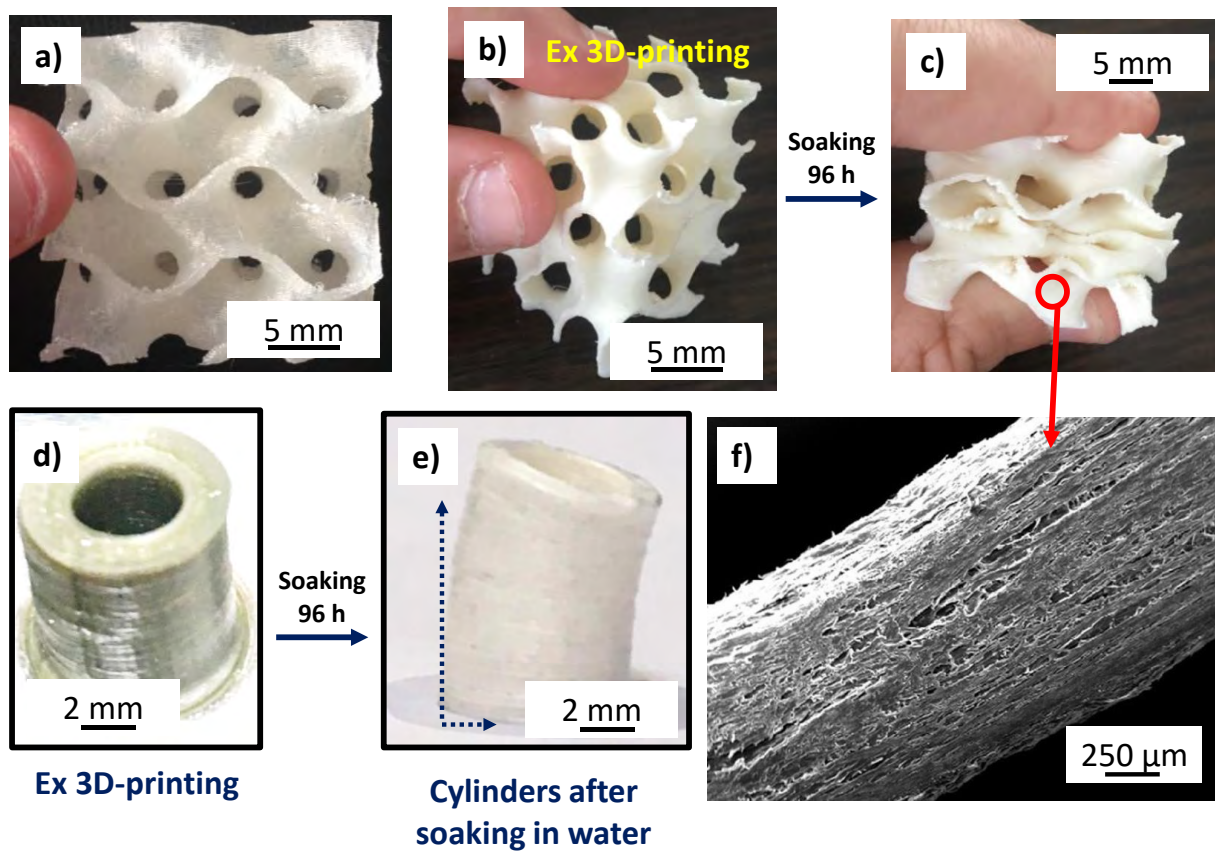 a)
5 mm
b)
Ex 3D-printing
5 mm
Soaking
96 h
c)
5 mm
d)
2 mm
Ex 3D-printing
Soaking
96 h
e)
2 mm
Cylinders after
soaking in water
f)
250 µm